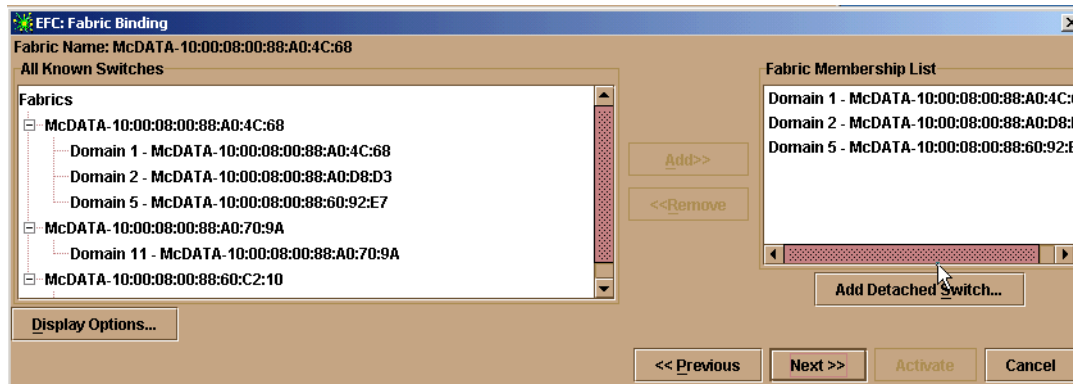 EFC: Fabric Binding
Fabric Name: McDATA-10:00:08:00:88:A0:4C:68
All Known Switches
Fabrics
McDATA-10:00:08:00:88:A0:4C:68
Domain 1 - McDATA-10:00:08:00:88:A0:4C:68
Domain 2 - McDATA-10:00:08:00:88:A0:D8:D3
Domain 5 - McDATA-10:00:08:00:88:60:92:E7
McDATA-10:00:08:00:88:A0:70:9A
Domain 11 - McDATA-10:00:08:00:88:A0:70:9A
McDATA-10:00:08:00:88:60:C2:10
Display Options...
Add>>
<<Remove
Fabric Membership List
Domain 1 - McDATA-10:00:08:00:88:A0:4C:
Domain 2 - McDATA-10:00:08:00:88:A0:D8:
Domain 5 - McDATA-10:00:08:00:88:60:92:
Add Detached Switch...
<< Previous
Next >>
Activate
Cancel